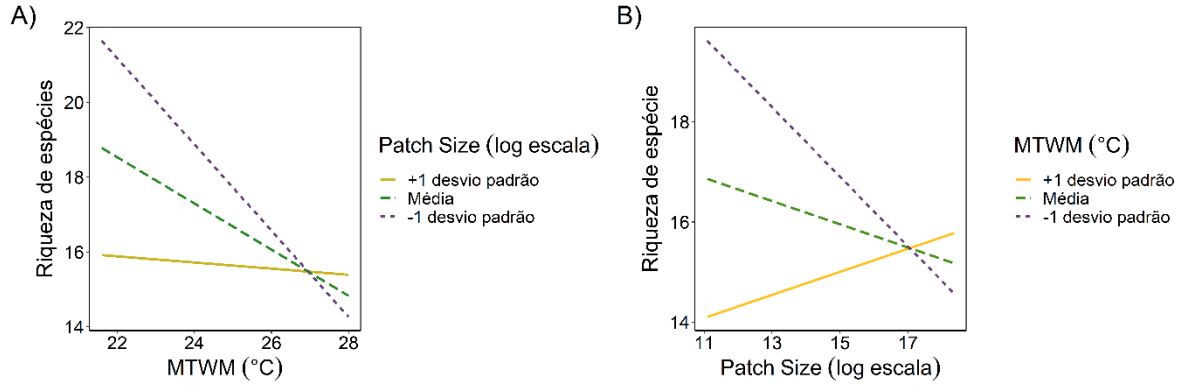 A)
Riqueza de espécies
22
20
18
16
14
22 24 26 28
MTWM (°C)
Patch Size (log escala)
+1 desvio padrão
Média
-1 desvio padrão
B)
Riqueza de espécie
18
16
14
11 13 15 17
Patch Size (log escala)
MTWM (°C)
+1 desvio padrão
Média
-1 desvio padrão